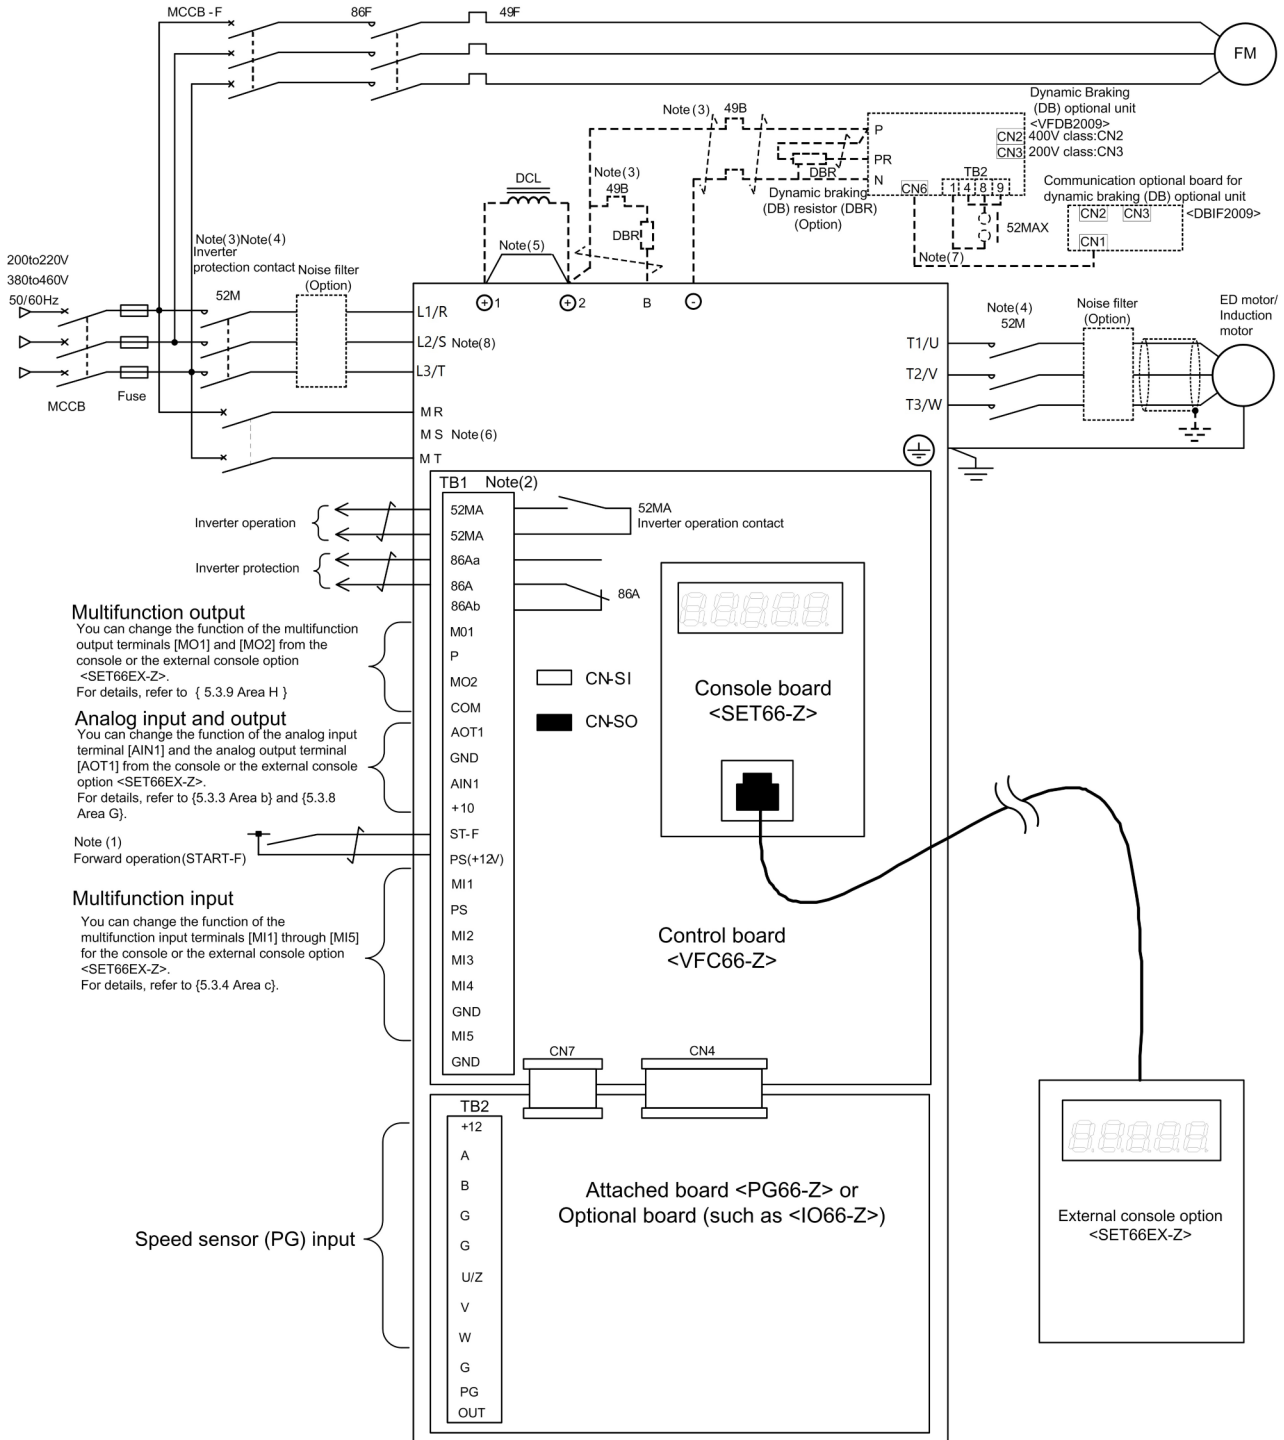 MCCB-F 86F 49F
FM
Dynamic Braking
(DB) optional unit
<VFDB2009>
Note(3) 49B
P
CN2 400V class:CN2
CN3 200V class:CN3
PR
DBR
N
TB2
CN6 1 4 8 9
Dynamic braking
(DB) resistor (DBR)
(Option)
52MAX
Note(7)
Communication optional board for
dynamic braking (DB) optional unit
CN2 CN3 <DBIF2009>
CN1
DCL
Note(3)
49B
DBR
Note(5)
200to220V
380to460V
50/60Hz
Note(3)Note(4)
Inverter
protection contact
52M
Noise filter
(Option)
MCCB
Fuse
+1 +2 B -
L1/R
L2/S Note(8)
L3/T
MR
MS Note(6)
MT
T1/U
T2/V
T3/W
Note(4)
52M
Noise filter
(Option)
ED motor/
Induction
motor
TB1 Note(2)
52MA
52MA
86Aa
86A
86Ab
M01
P
MO2
COM
AOT1
GND
AIN1
+10
ST-F
PS(+12V)
MI1
PS
MI2
MI3
MI4
GND
MI5
GND
Inverter operation
Inverter protection
52MA
Inverter operation contact
86A
Multifunction output
You can change the function of the multifunction
output terminals [MO1] and [MO2] from the
console or the external console option
<SET66EX-Z>.
For details, refer to { 5.3.9 Area H }
Analog input and output
You can change the function of the analog input
terminal [AIN1] and the analog output terminal
[AOT1] from the console or the external console
option <SET66EX-Z>.
For details, refer to {5.3.3 Area b} and {5.3.8
Area G}.
Note (1)
Forward operation(START-F)
Multifunction input
You can change the function of the
multifunction input terminals [MI1] through [MI5]
for the console or the external console option
<SET66EX-Z>.
For details, refer to {5.3.4 Area c}.
CN-SI
CN-SO
88888
Console board
<SET66-Z>
Control board
<VFC66-Z>
CN7 CN4
TB2
+12
A
B
G
G
U/Z
V
W
G
PG
OUT
Speed sensor (PG) input
Attached board <PG66-Z> or
Optional board (such as <IO66-Z>)
88888
External console option
<SET66EX-Z>